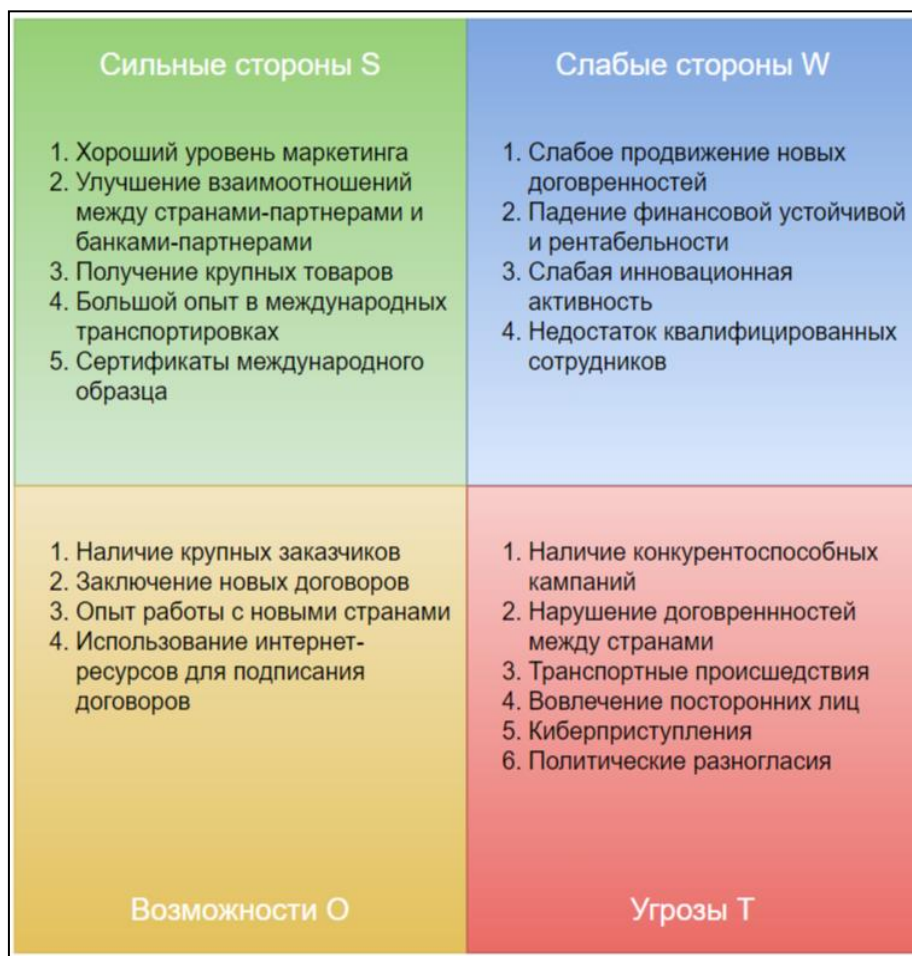 Сильные стороны S
1. Хороший уровень маркетинга
2. Улучшение взаимоотношений
между странами-партнерами и
банками-партнерами
3. Получение крупных товаров
4. Большой опыт в международных
транспортировках
5. Сертификаты международного
образца
Слабые стороны W
1. Слабое продвижение новых
договренностей
2. Падение финансовой устойчивой
и рентабельности
3. Слабая инновационная
активность
4. Недостаток квалифицированных
сотрудников
1. Наличие крупных заказчиков
2. Заключение новых договоров
3. Опыт работы с новыми странами
4. Использование интернет-
ресурсов для подписания
договоров
Возможности O
1. Наличие конкурентоспособных
кампаний
2. Нарушение договреннностей
между странами
3. Транспортные происшедствия
4. Вовлечение посторонних лиц
5. Киберприступления
6. Политические разногласия
Угрозы T